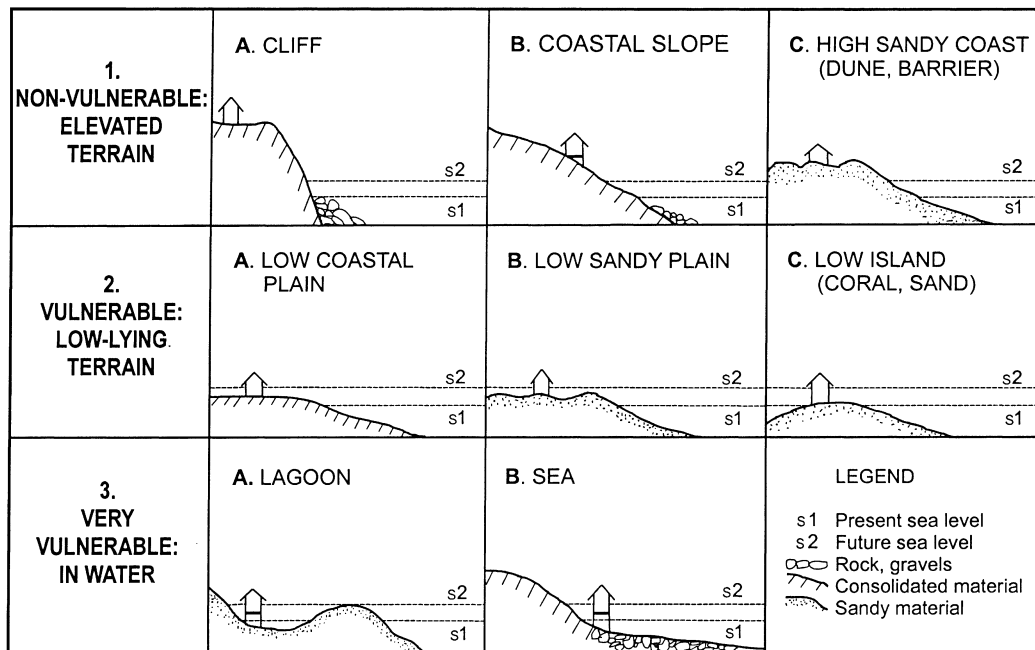 1.
NON-VULNERABLE:
ELEVATED
TERRAIN
A. CLIFF
s2
s1
B. COASTAL SLOPE
s2
s1
C. HIGH SANDY COAST
(DUNE, BARRIER)
s2
s1
2.
VULNERABLE:
LOW-LYING.
TERRAIN
A. LOW COASTAL
PLAIN
s2
s1
B. LOW SANDY PLAIN
s2
s1
C. LOW ISLAND
(CORAL, SAND)
s2
s1
3.
VERY
VULNERABLE:
IN WATER
A. LAGOON
s2
s1
B. SEA
s2
s1
LEGEND
s1 Present sea level
s2 Future sea level
Rock, gravels
Consolidated material
Sandy material